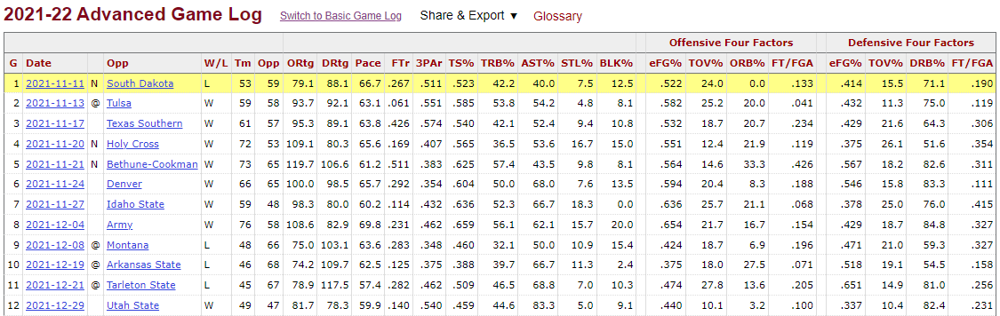 2021-22 Advanced Game Log Switch to Basic Game Log Share & Export ▼ Glossary
Offensive Four Factors Defensive Four Factors
G Date Opp W/L Tm Opp ORtg DRtg Pace FTr 3PAr TS% TRB% AST% STL% BLK% eFG% TOV% ORB% FT/FGA eFG% TOV% DRB% FT/FGA
1 2021-11-11 N South Dakota L 53 59 79.1 88.1 66.7 .267 .511 .523 42.2 40.0 7.5 12.5 .522 24.0 0.0 .133 .414 15.5 71.1 .190
2 2021-11-13 @ Tulsa W 59 58 93.7 92.1 63.1 .061 .551 .585 53.8 54.2 4.8 8.1 .582 25.2 20.0 .041 .432 11.3 75.0 .119
3 2021-11-17 Texas Southern W 61 57 95.3 89.1 63.8 .426 .574 .540 42.1 52.4 9.4 10.8 .532 18.7 20.7 .234 .429 21.6 64.3 .306
4 2021-11-20 N Holy Cross W 72 53 109.1 80.3 65.6 .169 .407 .565 36.5 53.6 16.7 15.0 .551 12.4 21.9 .119 .375 26.1 51.6 .354
5 2021-11-21 N Bethune-Cookman W 73 65 119.7 106.6 61.2 .511 .383 .625 57.4 43.5 9.8 8.1 .564 14.6 33.3 .426 .567 18.2 82.6 .311
6 2021-11-24 Denver W 66 65 100.0 98.5 65.7 .292 .354 .604 50.0 68.0 7.6 13.5 .594 20.4 8.3 .188 .546 15.8 83.3 .111
7 2021-11-27 Idaho State W 59 48 98.3 80.0 60.2 .114 .432 .636 52.3 66.7 18.3 0.0 .636 25.7 21.1 .068 .378 25.0 76.0 .415
8 2021-12-04 Army W 76 58 108.6 82.9 69.8 .231 .462 .659 56.1 62.1 15.7 20.0 .654 21.7 16.7 .154 .429 18.7 84.8 .327
9 2021-12-08 @ Montana L 48 66 75.0 103.1 63.6 .283 .348 .460 32.1 50.0 10.9 15.4 .424 18.7 6.9 .196 .471 21.0 59.3 .327
10 2021-12-19 @ Arkansas State L 46 68 74.2 109.7 62.5 .125 .375 .388 39.7 66.7 11.3 2.4 .375 18.0 27.5 .071 .518 19.1 54.5 .158
11 2021-12-21 @ Tarleton State L 45 67 78.9 117.5 57.4 .282 .462 .509 46.5 68.8 7.0 10.3 .474 27.8 13.6 .205 .651 14.9 81.0 .256
12 2021-12-29 Utah State W 49 47 81.7 78.3 59.9 .140 .540 .459 44.6 83.3 5.0 9.1 .440 10.1 3.2 .100 .337 10.4 82.4 .231